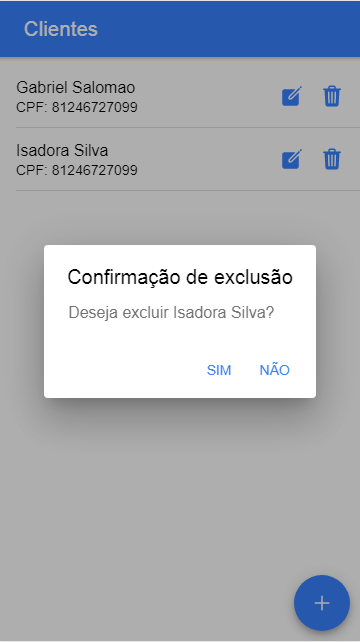 Clientes
Gabriel Salomao
CPF: 81246727099
Isadora Silva
CPF: 81246727099
Confirmação de exclusão
Deseja excluir Isadora Silva?
SIM NÃO